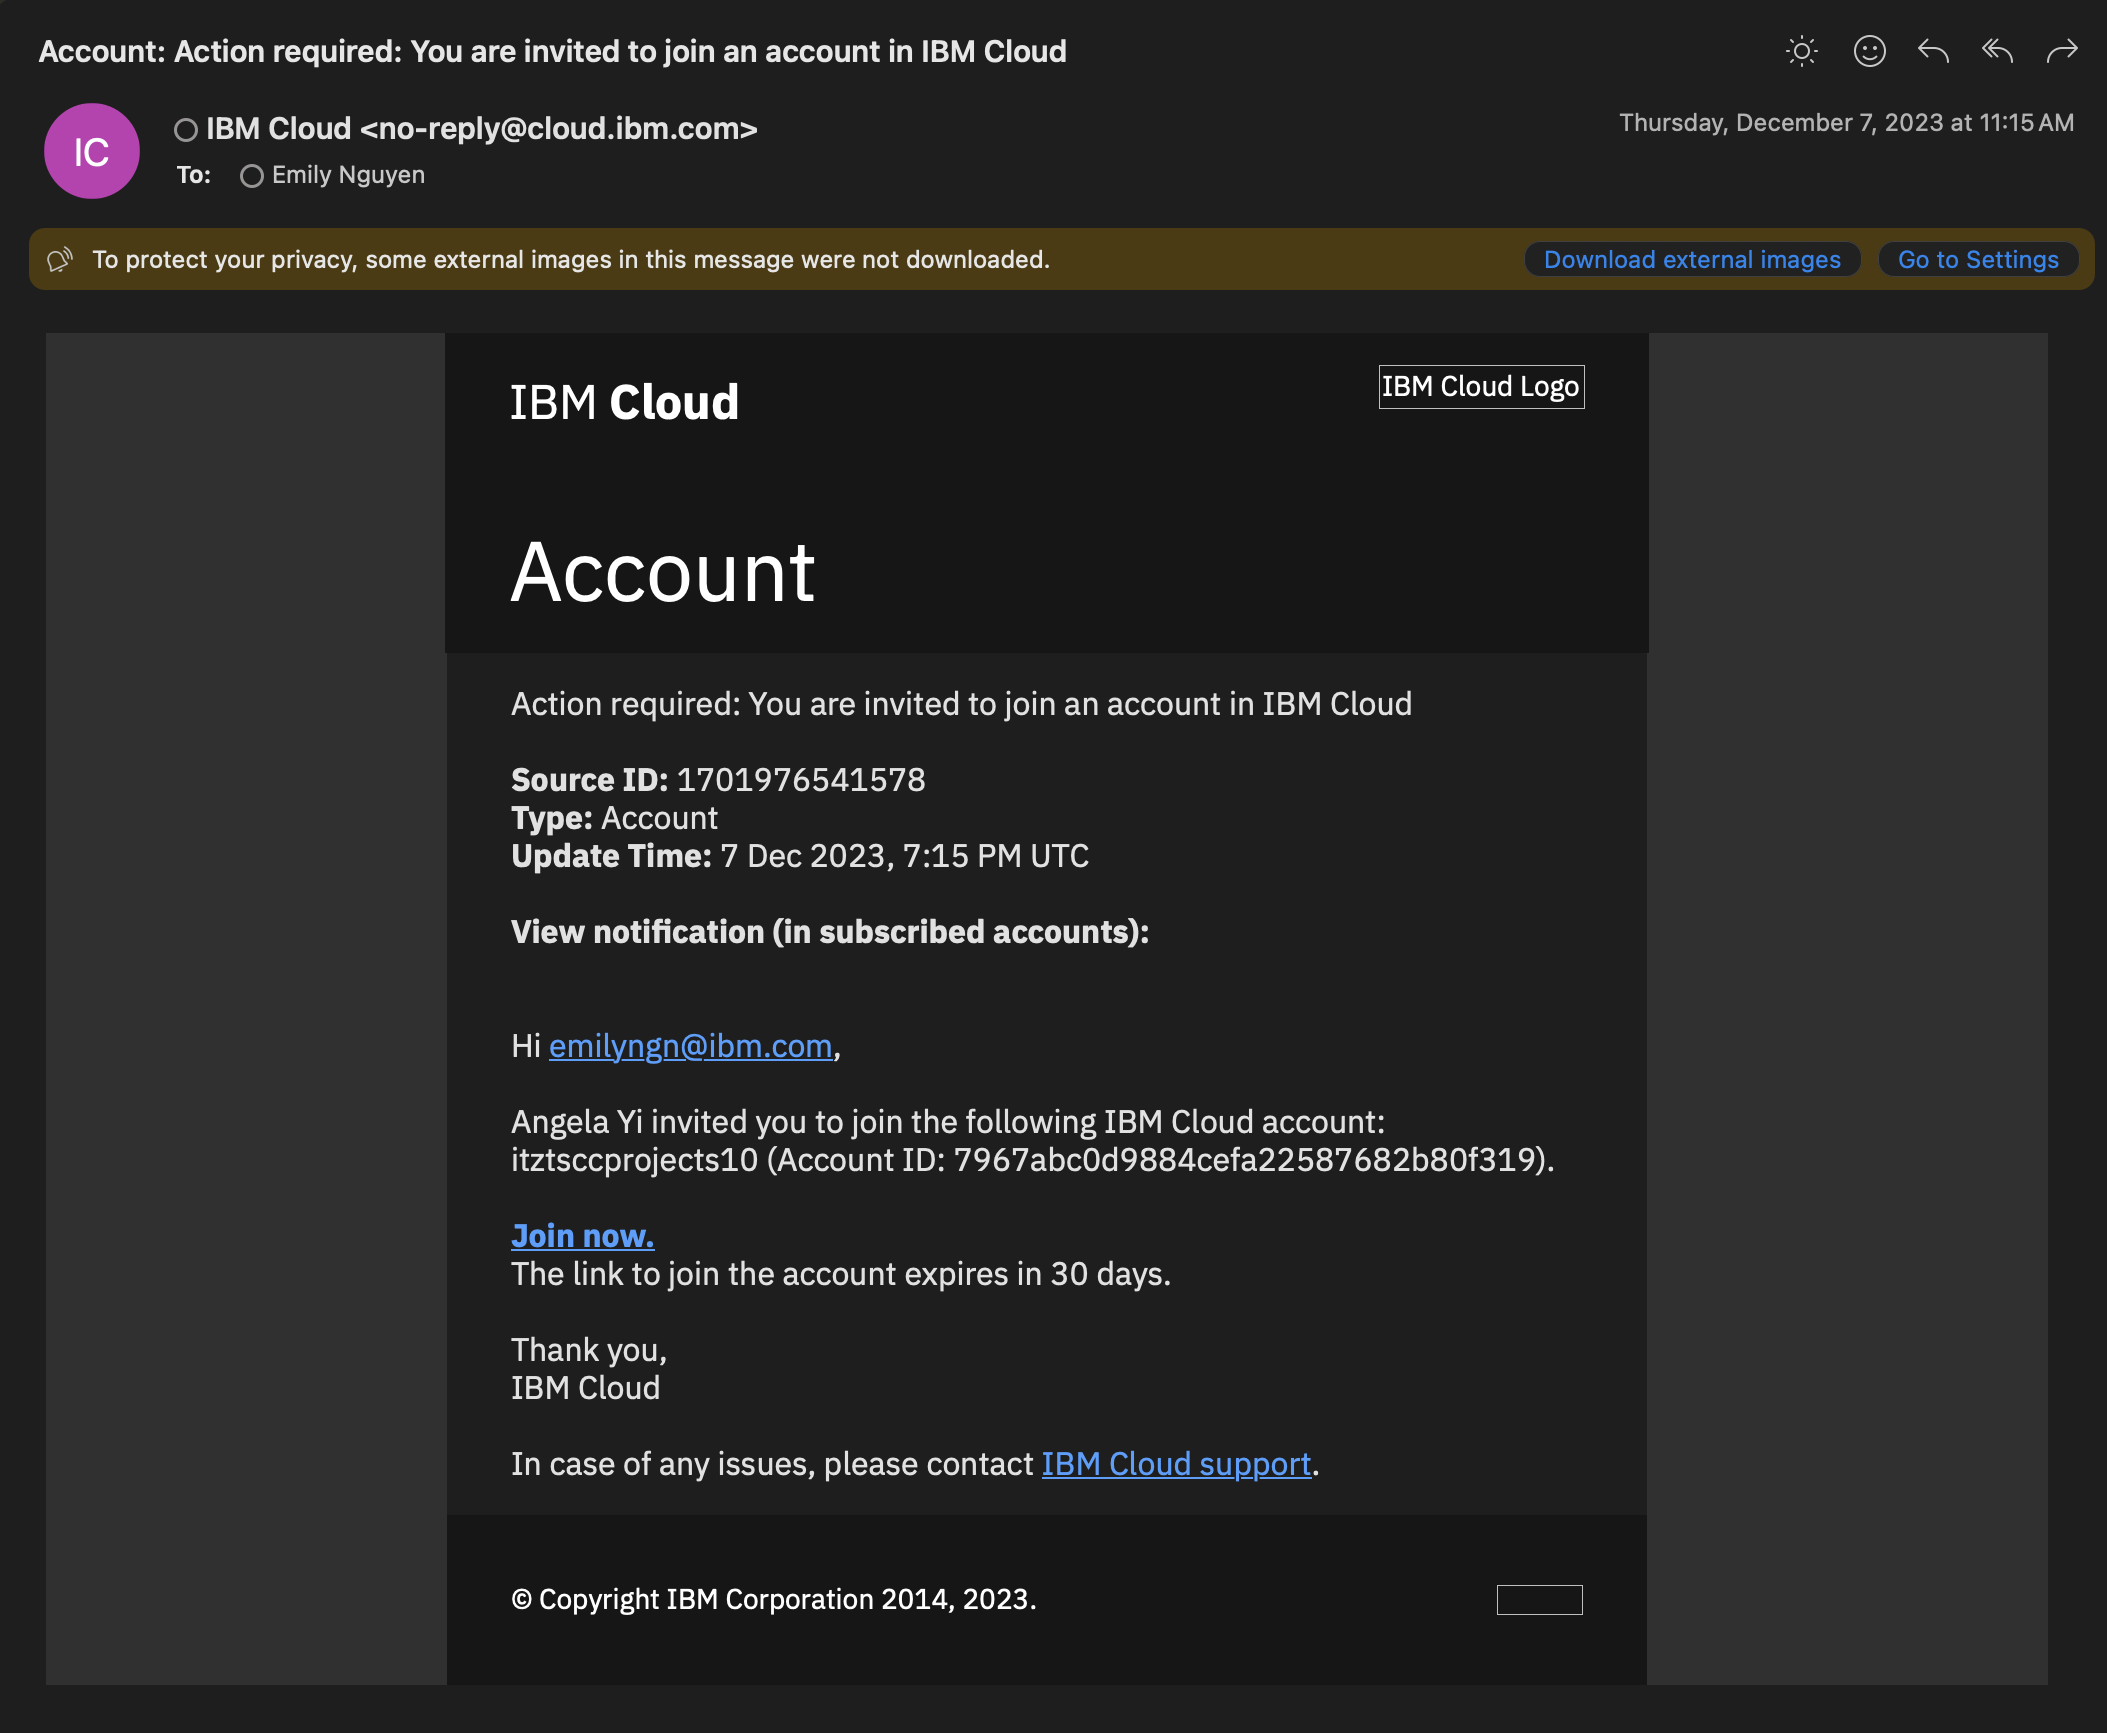 Account: Action required: You are invited to join an account in IBM Cloud
IC
IBM Cloud <no-reply@cloud.ibm.com>
Thursday, December 7, 2023 at 11:15 AM
To: Emily Nguyen
To protect your privacy, some external images in this message were not downloaded.
Download external images
Go to Settings
IBM Cloud
IBM Cloud Logo
Account
Action required: You are invited to join an account in IBM Cloud
Source ID: 1701976541578
Type: Account
Update Time: 7 Dec 2023, 7:15 PM UTC
View notification (in subscribed accounts):
Hi emilyngn@ibm.com,
Angela Yi invited you to join the following IBM Cloud account:
itztsccprojects10 (Account ID: 7967abc0d9884cefa22587682b80f319).
Join now.
The link to join the account expires in 30 days.
Thank you,
IBM Cloud
In case of any issues, please contact IBM Cloud support.
© Copyright IBM Corporation 2014, 2023.